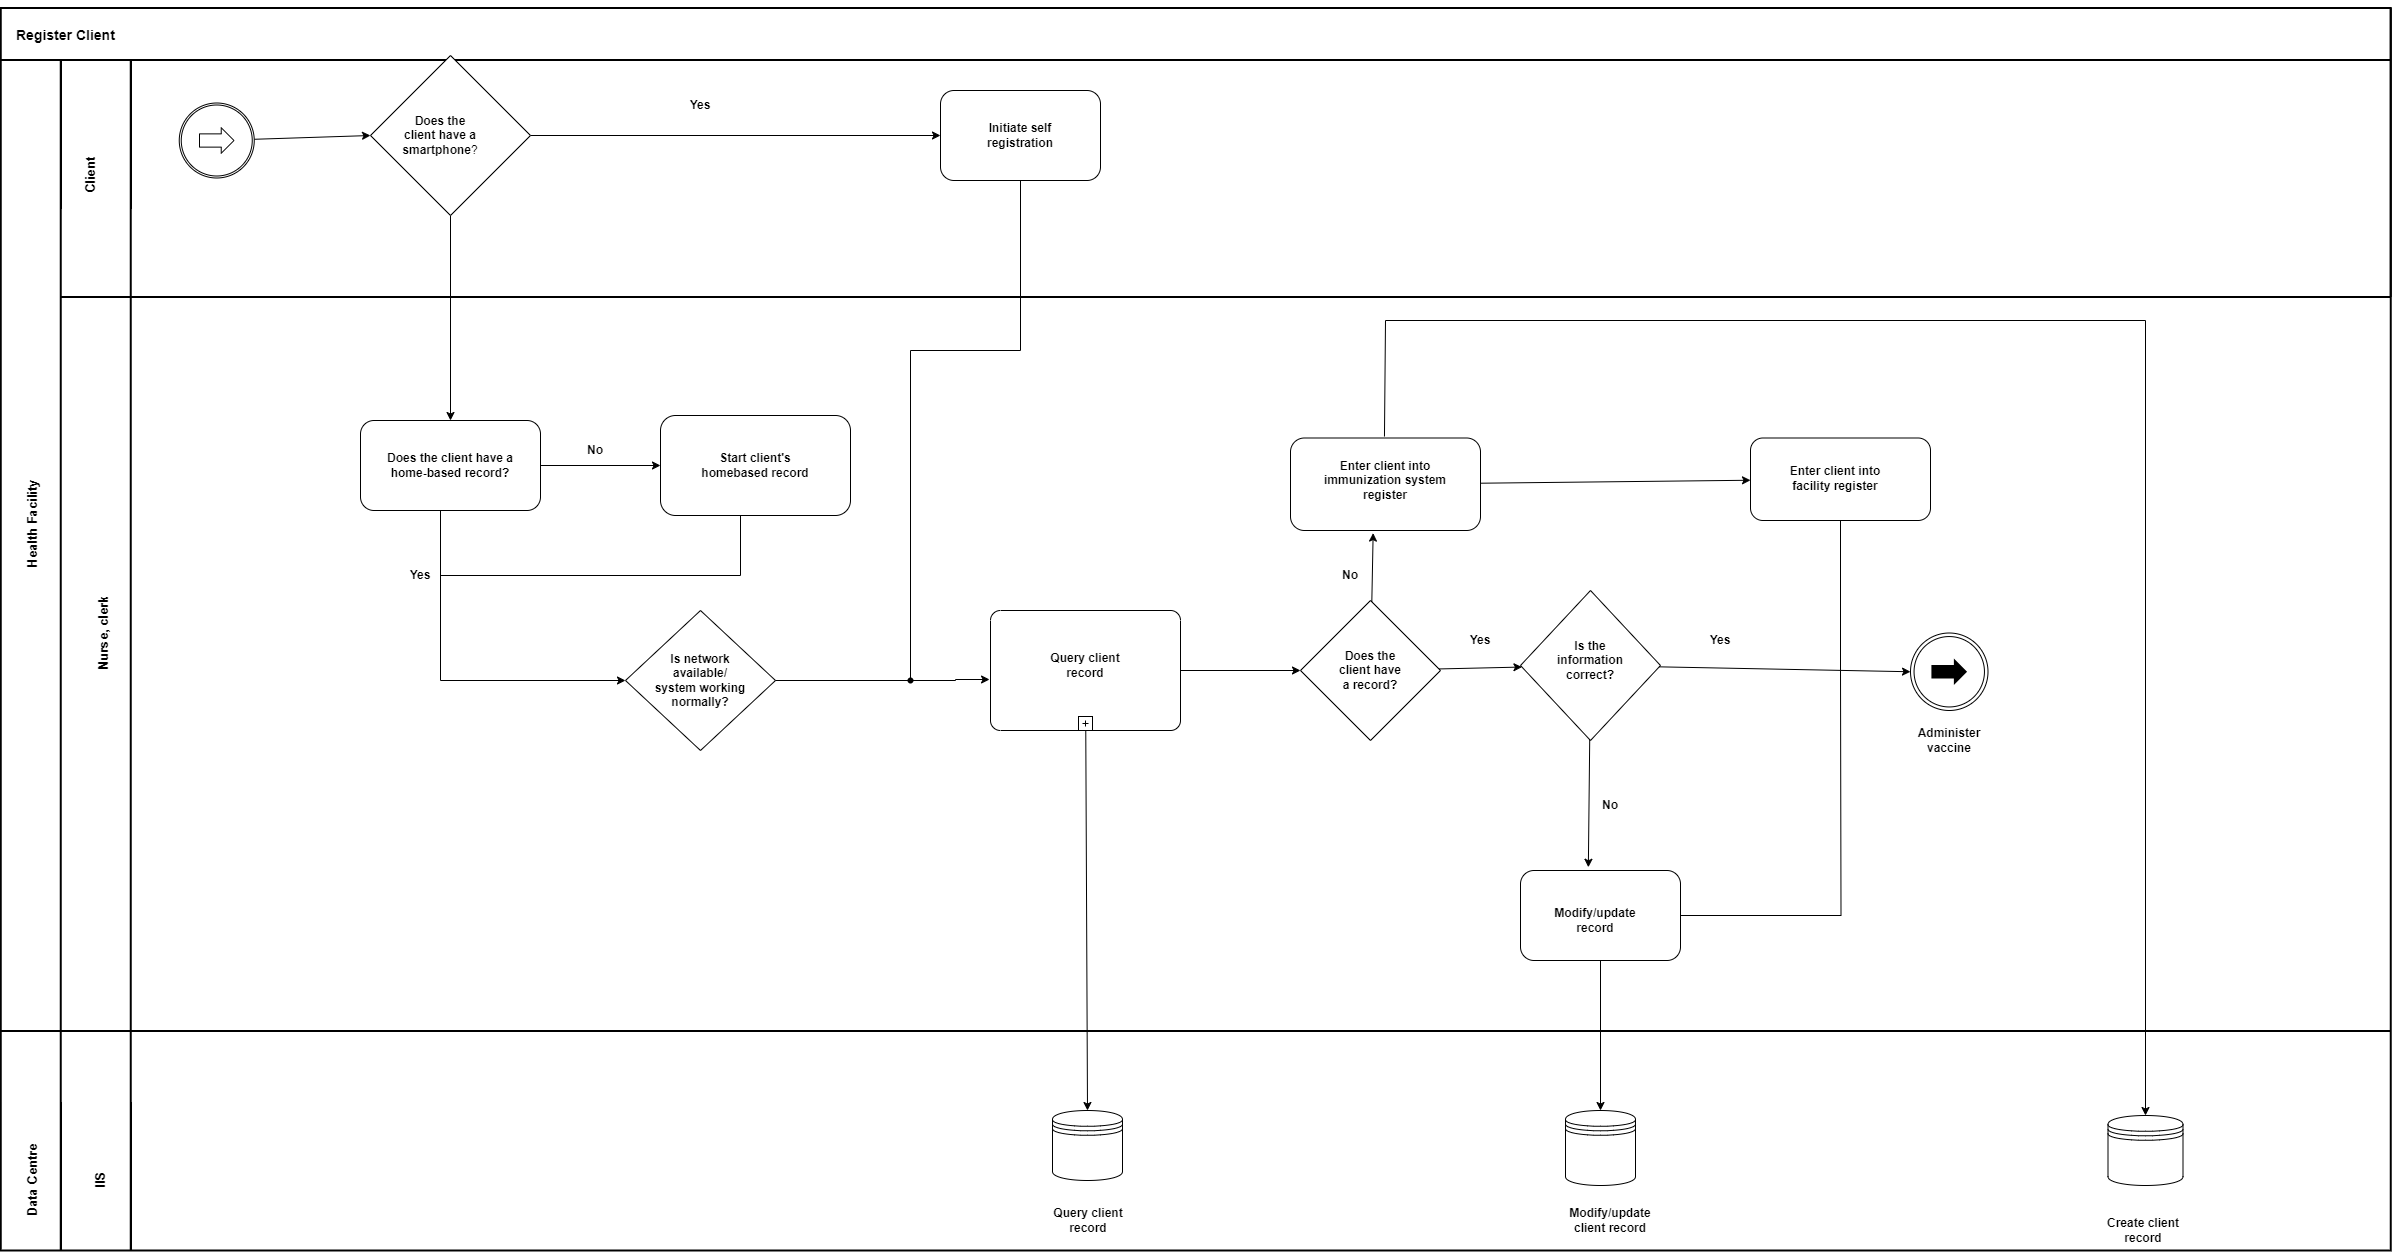 Register Client
Health Facility
Client
Does the
client have a
smartphone?
Yes
Initiate self
registration
Nurse, clerk
Does the client have a
home-based record?
No
Start client's
homebased record
Yes
Is network
available/
system working
normally?
Query client
record
Does the
client have
a record?
No
Enter client into
immunization system
register
Enter client into
facility register
Yes
Is the
information
correct?
Yes
Administer
vaccine
No
Modify/update
record
Data Centre
IIS
Query client
record
Modify/update
client record
Create client
record